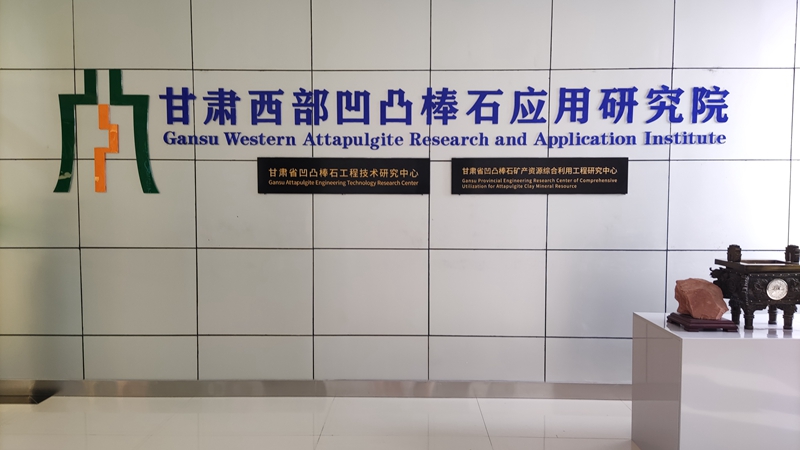 甘肃西部凹凸棒石应用研究院
Gansu Western Attapulgite Research and Application Institute
甘肃省凹凸棒石工程技术研究中心
Gansu Attapulgite Engineering Technology Research Center
甘肃省凹凸棒石矿产资源综合利用工程研究中心
Gansu Provincial Engineering Research Center of Comprehensive
Utilization for Attapulgite Clay Mineral Resource